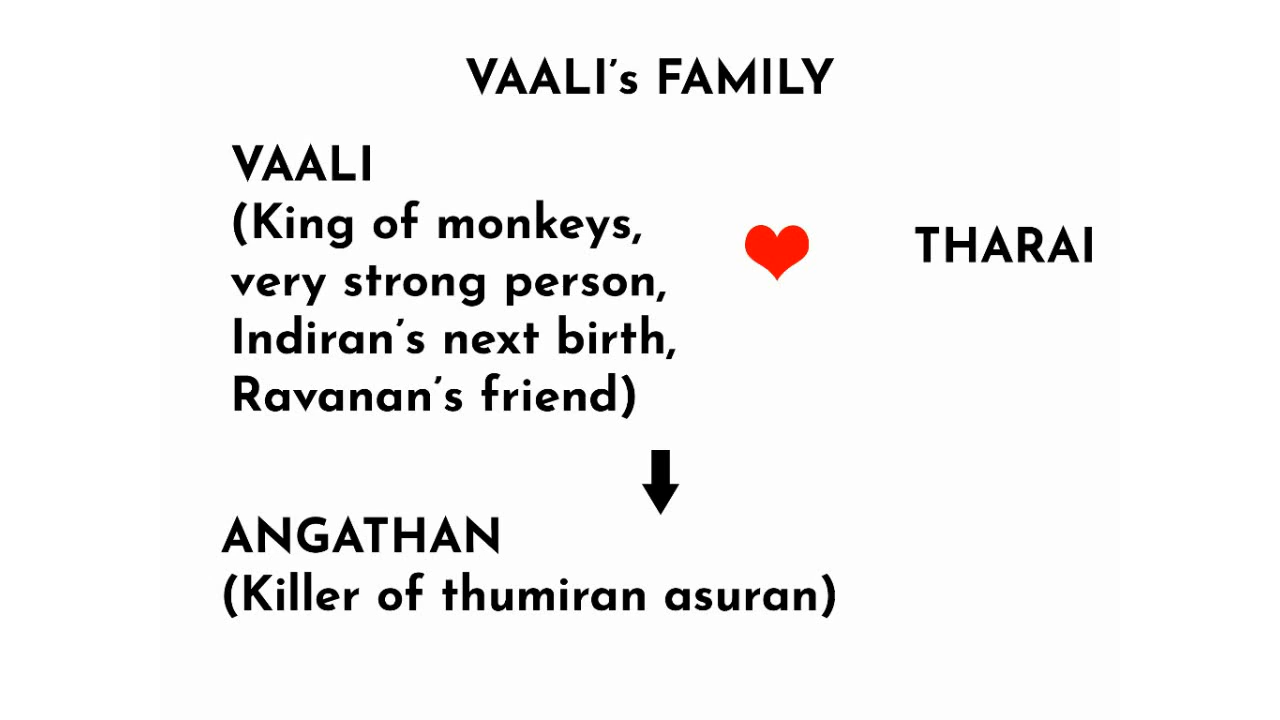 VAALI’s FAMILY
VAALI
(King of monkeys,
very strong person,
Indiran’s next birth,
Ravanan’s friend)
THARAI
ANGATHAN
(Killer of thumiran asuran)